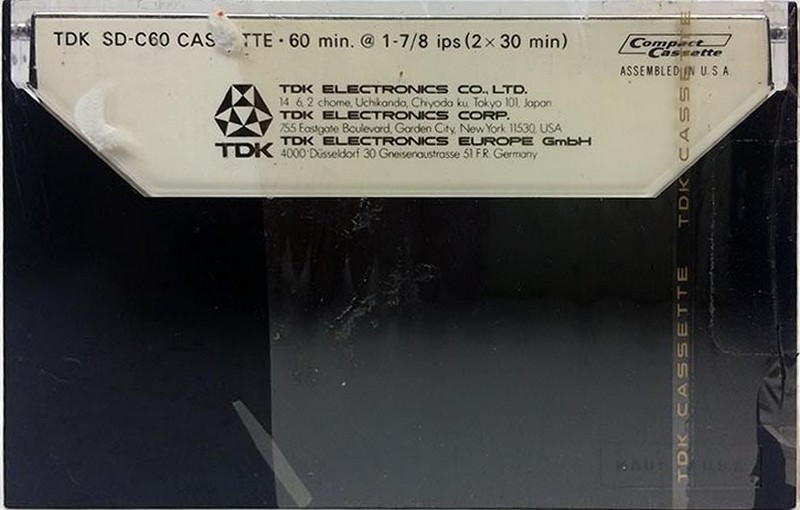 TDK SD-C60 CAS TTE · 60 min. @ 1-7/8 ips (2 × 30 min)
Compact
Cassette
ASSEMBLED IN U.S.A.
TDK ELECTRONICS CO., LTD.
14 6, 2 chome, Uchikanda, Chiyoda ku, Tokyo 101, Japan
TDK ELECTRONICS CORP.
755 Eastgate Boulevard, Garden City, New York 11530, USA
TDK ELECTRONICS EUROPE GmbH
4000 Düsseldorf 30 Gneisenaustrasse 51 F.R. Germany
TDK
TDK CASSETTE
TDK CASSETTE